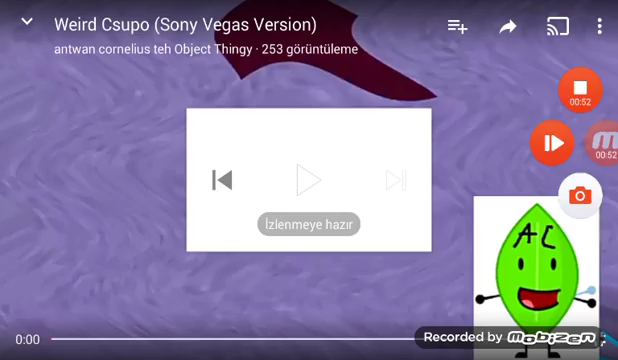 Weird Csupo (Sony Vegas Version)
antwan cornelius teh Object Thingy · 253 görüntüleme
00:52
00:52
İzlenmeye hazır
AC
0:00
Recorded by MOBIZEN